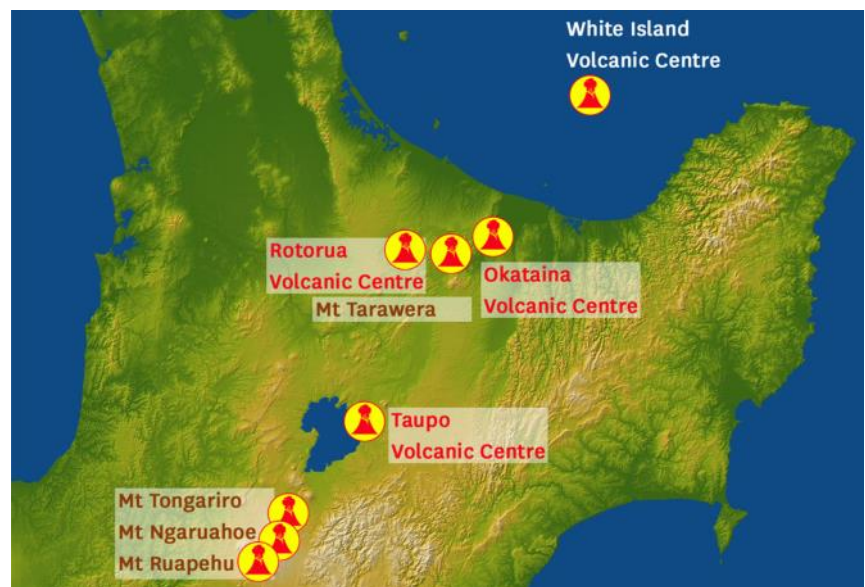 White Island
Volcanic Centre
Rotorua
Volcanic Centre
Okataina
Volcanic Centre
Mt Tarawera
Taupo
Volcanic Centre
Mt Tongariro
Mt Ngaruahoe
Mt Ruapehu